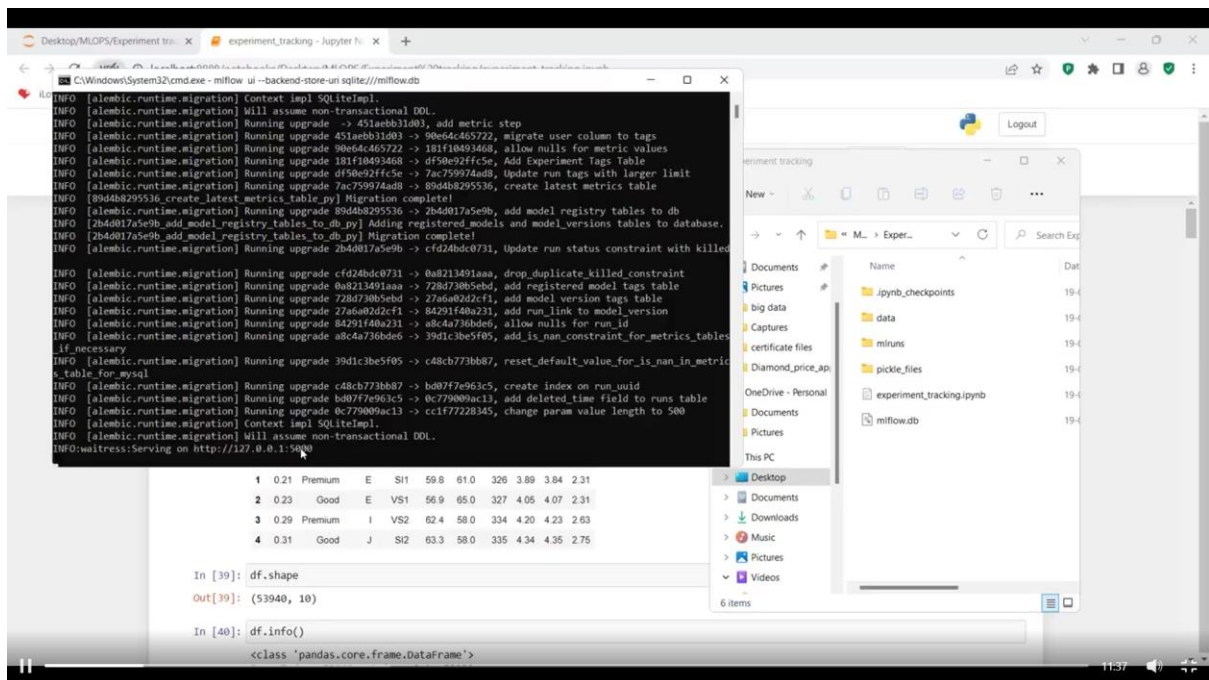 Desktop/MLOPS/Experiment tra
experiment_tracking - Jupyter N
C:\Windows\System32\cmd.exe - mlflow ui --backend-store-uri sqlite:///mlflow.db
INFO [alembic.runtime.migration] Context impl SQLiteImpl.
INFO [alembic.runtime.migration] Will assume non-transactional DDL.
INFO [alembic.runtime.migration] Running upgrade -> 451aebb31d03, add metric step
INFO [alembic.runtime.migration] Running upgrade 451aebb31d03 -> 90e64c465722, migrate user column to tags
INFO [alembic.runtime.migration] Running upgrade 90e64c465722 -> 181f10493468, allow nulls for metric values
INFO [alembic.runtime.migration] Running upgrade 181f10493468 -> df50e92ffc5e, Add Experiment Tags Table
INFO [alembic.runtime.migration] Running upgrade df50e92ffc5e -> 7ac759974ad8, Update run tags with larger limit
INFO [alembic.runtime.migration] Running upgrade 7ac759974ad8 -> 89d4b8295536, create latest metrics table
INFO [89d4b8295536_create_latest_metrics_table_py] Migration complete!
INFO [alembic.runtime.migration] Running upgrade 89d4b8295536 -> 2b4d017a5e9b, add model registry tables to db
INFO [2b4d017a5e9b_add_model_registry_tables_to_db_py] Adding registered_models and model_versions tables to database.
INFO [2b4d017a5e9b_add_model_registry_tables_to_db_py] Migration complete!
INFO [alembic.runtime.migration] Running upgrade 2b4d017a5e9b -> cfd24bdc0731, Update run status constraint with killed
INFO [alembic.runtime.migration] Running upgrade cfd24bdc0731 -> 0a8213491aaa, drop_duplicate_killed_constraint
INFO [alembic.runtime.migration] Running upgrade 0a8213491aaa -> 728d730b5ebd, add registered model tags table
INFO [alembic.runtime.migration] Running upgrade 728d730b5ebd -> 27a6a02d2cf1, add model version tags table
INFO [alembic.runtime.migration] Running upgrade 27a6a02d2cf1 -> 84291f40a231, add run_link to model_version
INFO [alembic.runtime.migration] Running upgrade 84291f40a231 -> a8c4a736bde6, allow nulls for run_id
INFO [alembic.runtime.migration] Running upgrade a8c4a736bde6 -> 39d1c3be5f05, add_is_nan_constraint_for_metrics_tables
_if_necessary
INFO [alembic.runtime.migration] Running upgrade 39d1c3be5f05 -> c48cb773bb87, reset_default_value_for_is_nan_in_metric
s_table_for_mysql
INFO [alembic.runtime.migration] Running upgrade c48cb773bb87 -> bd07f7e963c5, create index on run_uuid
INFO [alembic.runtime.migration] Running upgrade bd07f7e963c5 -> 0c779009ac13, add deleted_time field to runs table
INFO [alembic.runtime.migration] Running upgrade 0c779009ac13 -> cc1f77228345, change param value length to 500
INFO [alembic.runtime.migration] Context impl SQLiteImpl.
INFO [alembic.runtime.migration] Will assume non-transactional DDL.
INFO:waitress:Serving on http://127.0.0.1:5000
Logout
eriment tracking
New
M... > Exper...
Search Exp
Name
Dat
Documents
Pictures
big data
Captures
certificate files
Diamond_price_ap
OneDrive - Personal
Documents
Pictures
This PC
Desktop
Documents
Downloads
Music
Pictures
Videos
.ipynb_checkpoints 19-
data 19-
mlruns 19-
pickle_files 19-
experiment_tracking.ipynb 19-
mlflow.db 19-
6 items
1 0.21 Premium E SI1 59.8 61.0 326 3.89 3.84 2.31
2 0.23 Good E VS1 56.9 65.0 327 4.05 4.07 2.31
3 0.29 Premium I VS2 62.4 58.0 334 4.20 4.23 2.63
4 0.31 Good J SI2 63.3 58.0 335 4.34 4.35 2.75
In [39]: df.shape
Out[39]: (53940, 10)
In [40]: df.info()
<class 'pandas.core.frame.DataFrame'>
11:37